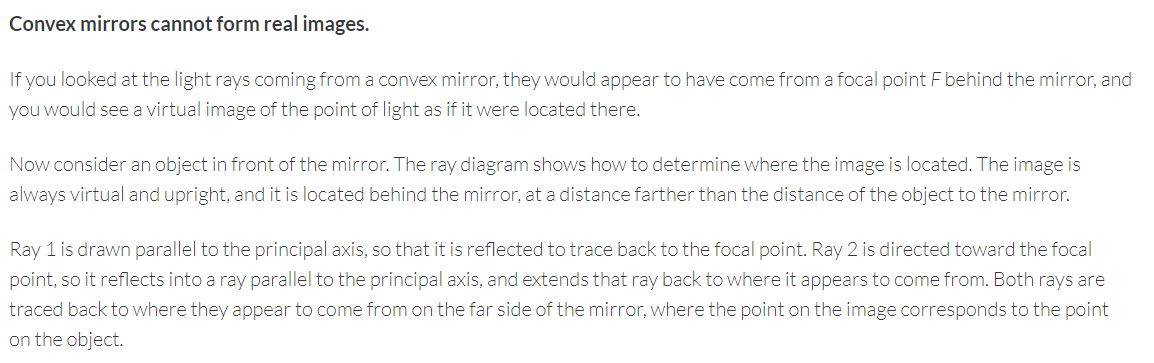 Convex mirrors cannot form real images.
If you looked at the light rays coming from a convex mirror, they would appear to have come from a focal point F behind the mirror, and
you would see a virtual image of the point of light as if it were located there.
Now consider an object in front of the mirror. The ray diagram shows how to determine where the image is located. The image is
always virtual and upright, and it is located behind the mirror, at a distance farther than the distance of the object to the mirror.
Ray 1 is drawn parallel to the principal axis, so that it is reflected to trace back to the focal point. Ray 2 is directed toward the focal
point, so it reflects into a ray parallel to the principal axis, and extends that ray back to where it appears to come from. Both rays are
traced back to where they appear to come from on the far side of the mirror, where the point on the image corresponds to the point
on the object.